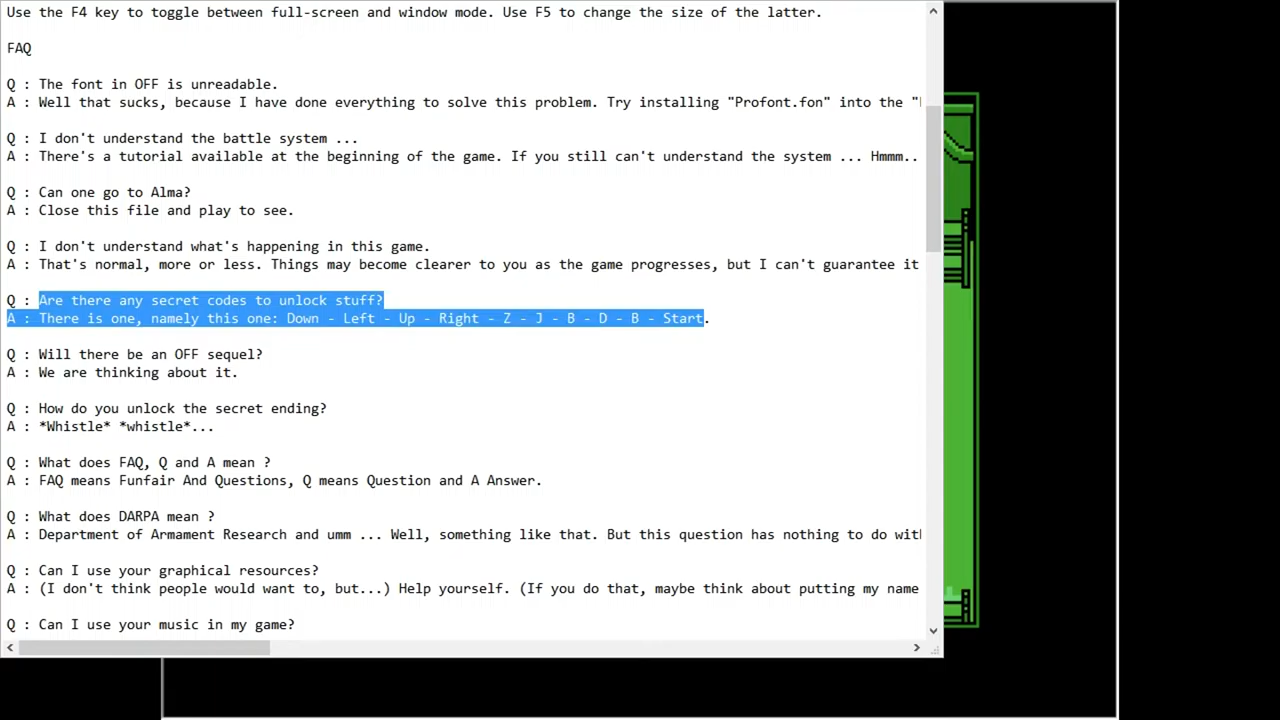 Use the F4 key to toggle between full-screen and window mode. Use F5 to change the size of the latter.
FAQ
Q : The font in OFF is unreadable.
A : Well that sucks, because I have done everything to solve this problem. Try installing "Profont.fon" into the "
Q : I don't understand the battle system ...
A : There's a tutorial available at the beginning of the game. If you still can't understand the system ... Hmmm..
Q : Can one go to Alma?
A : Close this file and play to see.
Q : I don't understand what's happening in this game.
A : That's normal, more or less. Things may become clearer to you as the game progresses, but I can't guarantee it
Q : Are there any secret codes to unlock stuff?
A : There is one, namely this one: Down - Left - Up - Right - Z - J - B - D - B - Start.
Q : Will there be an OFF sequel?
A : We are thinking about it.
Q : How do you unlock the secret ending?
A : *Whistle* *whistle*...
Q : What does FAQ, Q and A mean ?
A : FAQ means Funfair And Questions, Q means Question and A Answer.
Q : What does DARPA mean ?
A : Department of Armament Research and umm ... Well, something like that. But this question has nothing to do with
Q : Can I use your graphical resources?
A : (I don't think people would want to, but...) Help yourself. (If you do that, maybe think about putting my name
Q : Can I use your music in my game?